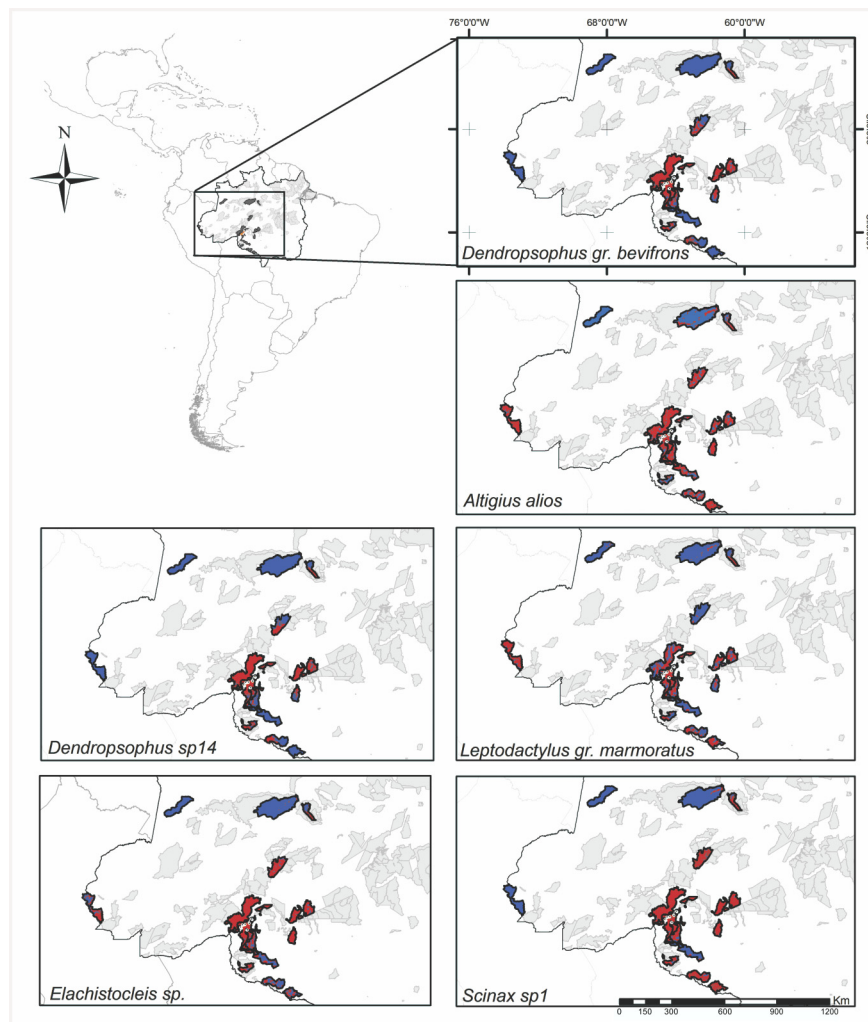 76°0'0"W 68°0'0"W 60°0'0"W
N
Dendropsophus gr. bevifrons
Altigius alios
Dendropsophus sp14
Leptodactylus gr. marmoratus
Elachistocleis sp.
Scinax sp1
Km
0 150 300 600 900 1200